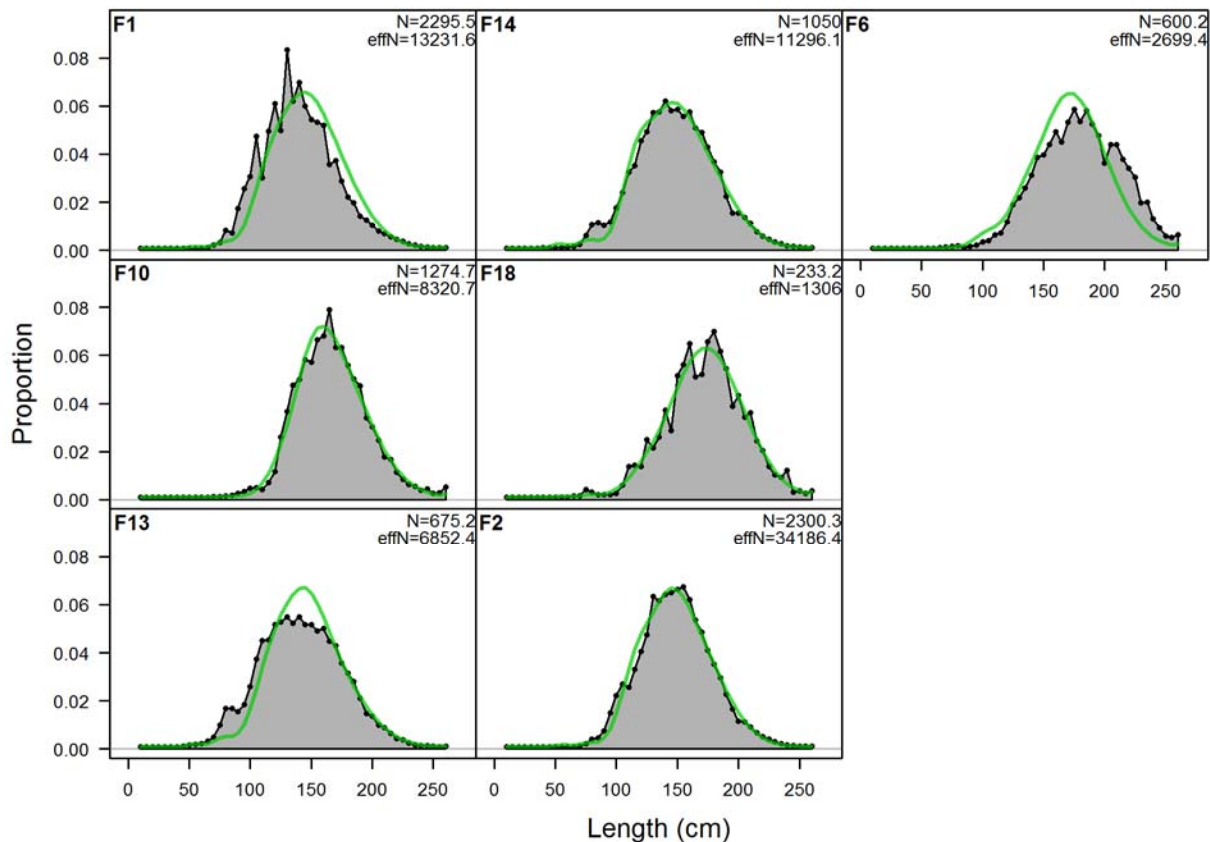 F1
N=2295.5
effN=13231.6
F14
N=1050
effN=11296.1
F6
N=600.2
effN=2699.4
0.08
0.06
0.04
0.02
0.00
0 50 100 150 200 250
F10
N=1274.7
effN=8320.7
F18
N=233.2
effN=1306
0.08
0.06
0.04
0.02
0.00
Proportion
F13
N=675.2
effN=6852.4
F2
N=2300.3
effN=34186.4
0.08
0.06
0.04
0.02
0.00
0 50 100 150 200 250
0 50 100 150 200 250
Length (cm)